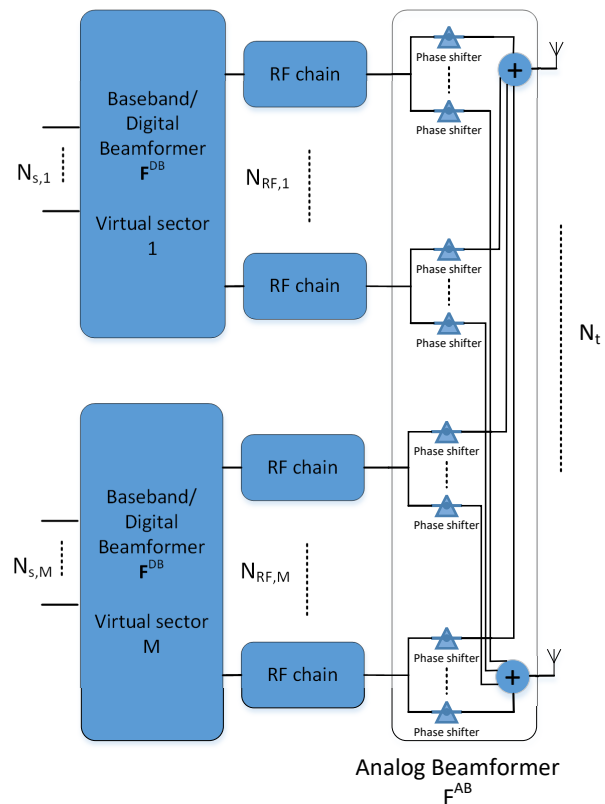 Baseband/
Digital
Beamformer
F^DB
Virtual sector
1
N_s,1
RF chain
N_RF,1
RF chain
Phase shifter
Phase shifter
+
Phase shifter
Phase shifter
N_t
Baseband/
Digital
Beamformer
F^DB
Virtual sector
M
N_s,M
RF chain
N_RF,M
RF chain
Phase shifter
Phase shifter
Phase shifter
+
Phase shifter
Analog Beamformer
F^AB